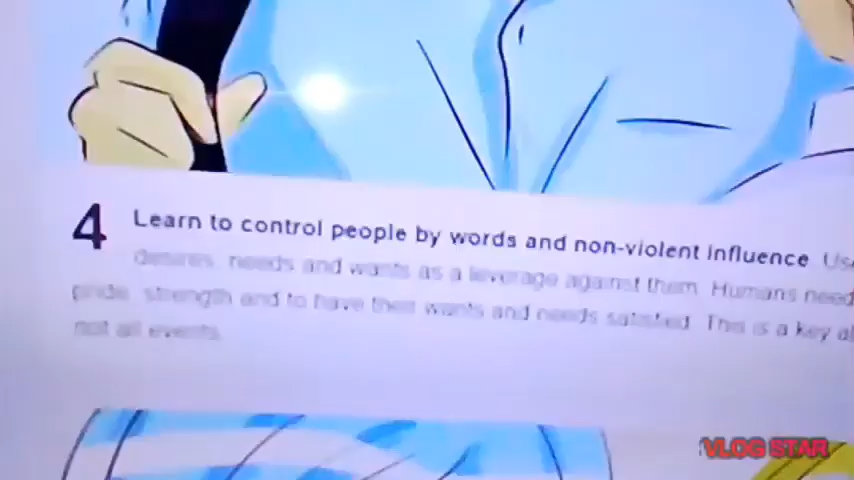 4 Learn to control people by words and non-violent influence Us
desires, needs and wants as a leverage against them. Humans need
pride, strength and to have their wants and needs satisfied. This is a key a
not all events.
VLOG STAR